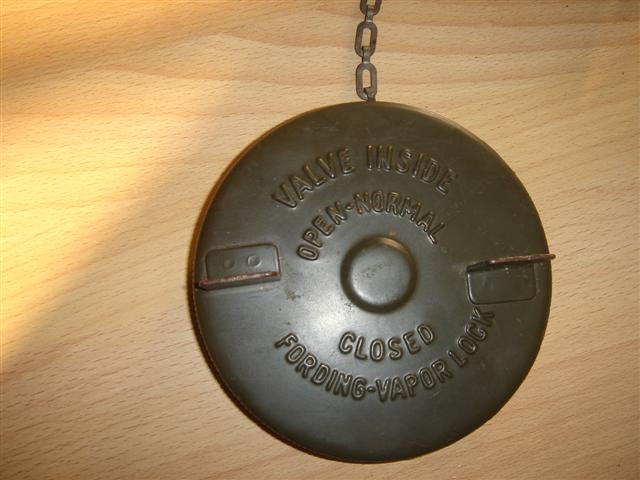 VALVE INSIDE
OPEN-NORMAL
CLOSED
FORDING-VAPOR LOCK